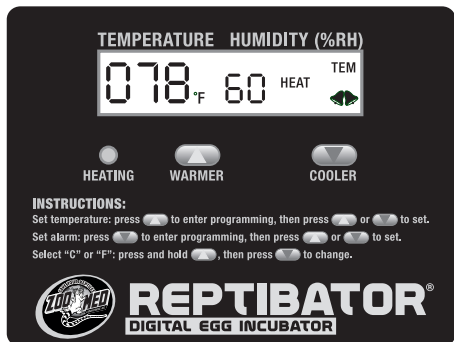 TEMPERATURE HUMIDITY (%RH)
078°F 60 HEAT TEM
HEATING WARMER COOLER
INSTRUCTIONS:
Set temperature: press to enter programming, then press or to set.
Set alarm: press to enter programming, then press or to set.
Select “C” or “F”: press and hold , then press to change.
ZOO MED REPTIBATOR®
DIGITAL EGG INCUBATOR